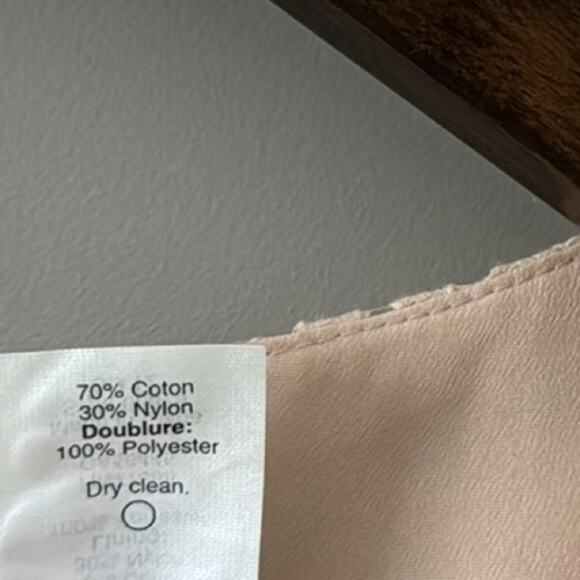 70% Coton
30% Nylon
Doublure:
100% Polyester
Dry clean.